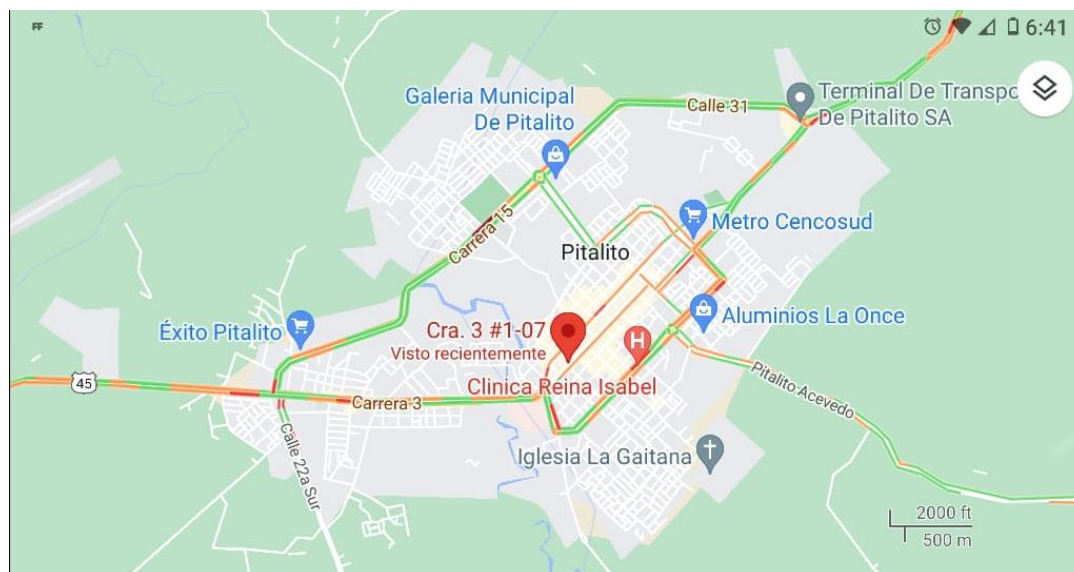 6:41
Galeria Municipal
De Pitalito
Calle 31
Terminal De Transpo
De Pitalito SA
Carrera 15
Metro Cencosud
Pitalito
Éxito Pitalito
Cra. 3 #1-07
Visto recientemente
H
Aluminios La Once
45
Carrera 3
Clinica Reina Isabel
Pitalito Acevedo
Calle 22a Sur
Iglesia La Gaitana
2000 ft
500 m